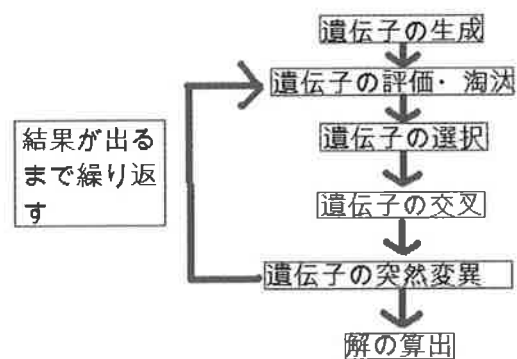 遺伝子の生成
遺伝子の評価・淘汰
遺伝子の選択
結果が出る
まで繰り返
す
遺伝子の交叉
遺伝子の突然変異
解の算出